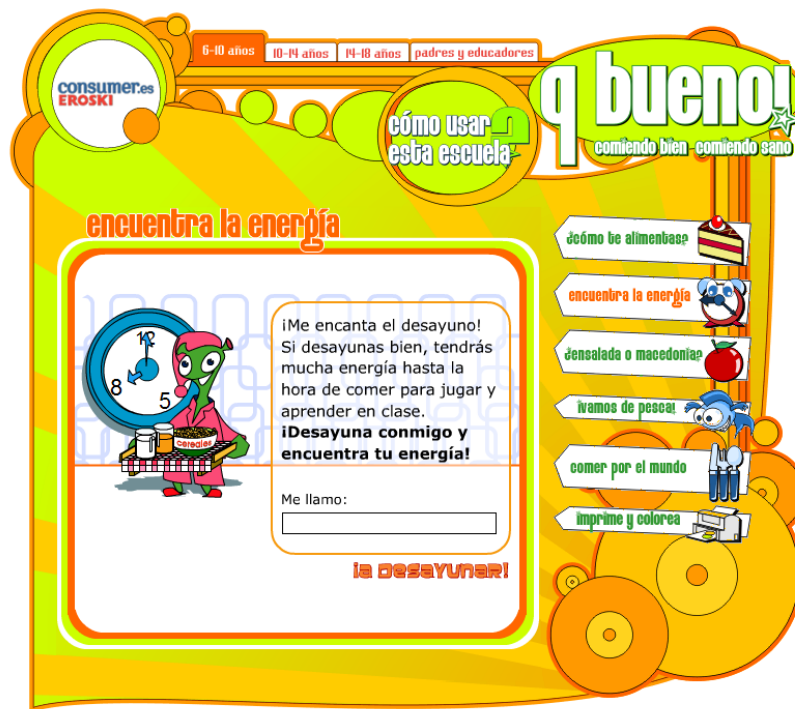 6-10 años
10-14 años
14-18 años
padres y educadores
consumer.es
EROSKI
cómo usar
esta escuela
q bueno!
comiendo bien-comiendo sano
encuentra la energía
¿cómo te alimentas?
encuentra la energía
¿ensalada o macedonia?
¡vamos de pesca!
comer por el mundo
imprime y colorea
12
8
5
cereales
¡Me encanta el desayuno!
Si desayunas bien, tendrás
mucha energía hasta la
hora de comer para jugar y
aprender en clase.
¡Desayuna conmigo y
encuentra tu energía!
Me llamo:
¡a Desayunar!